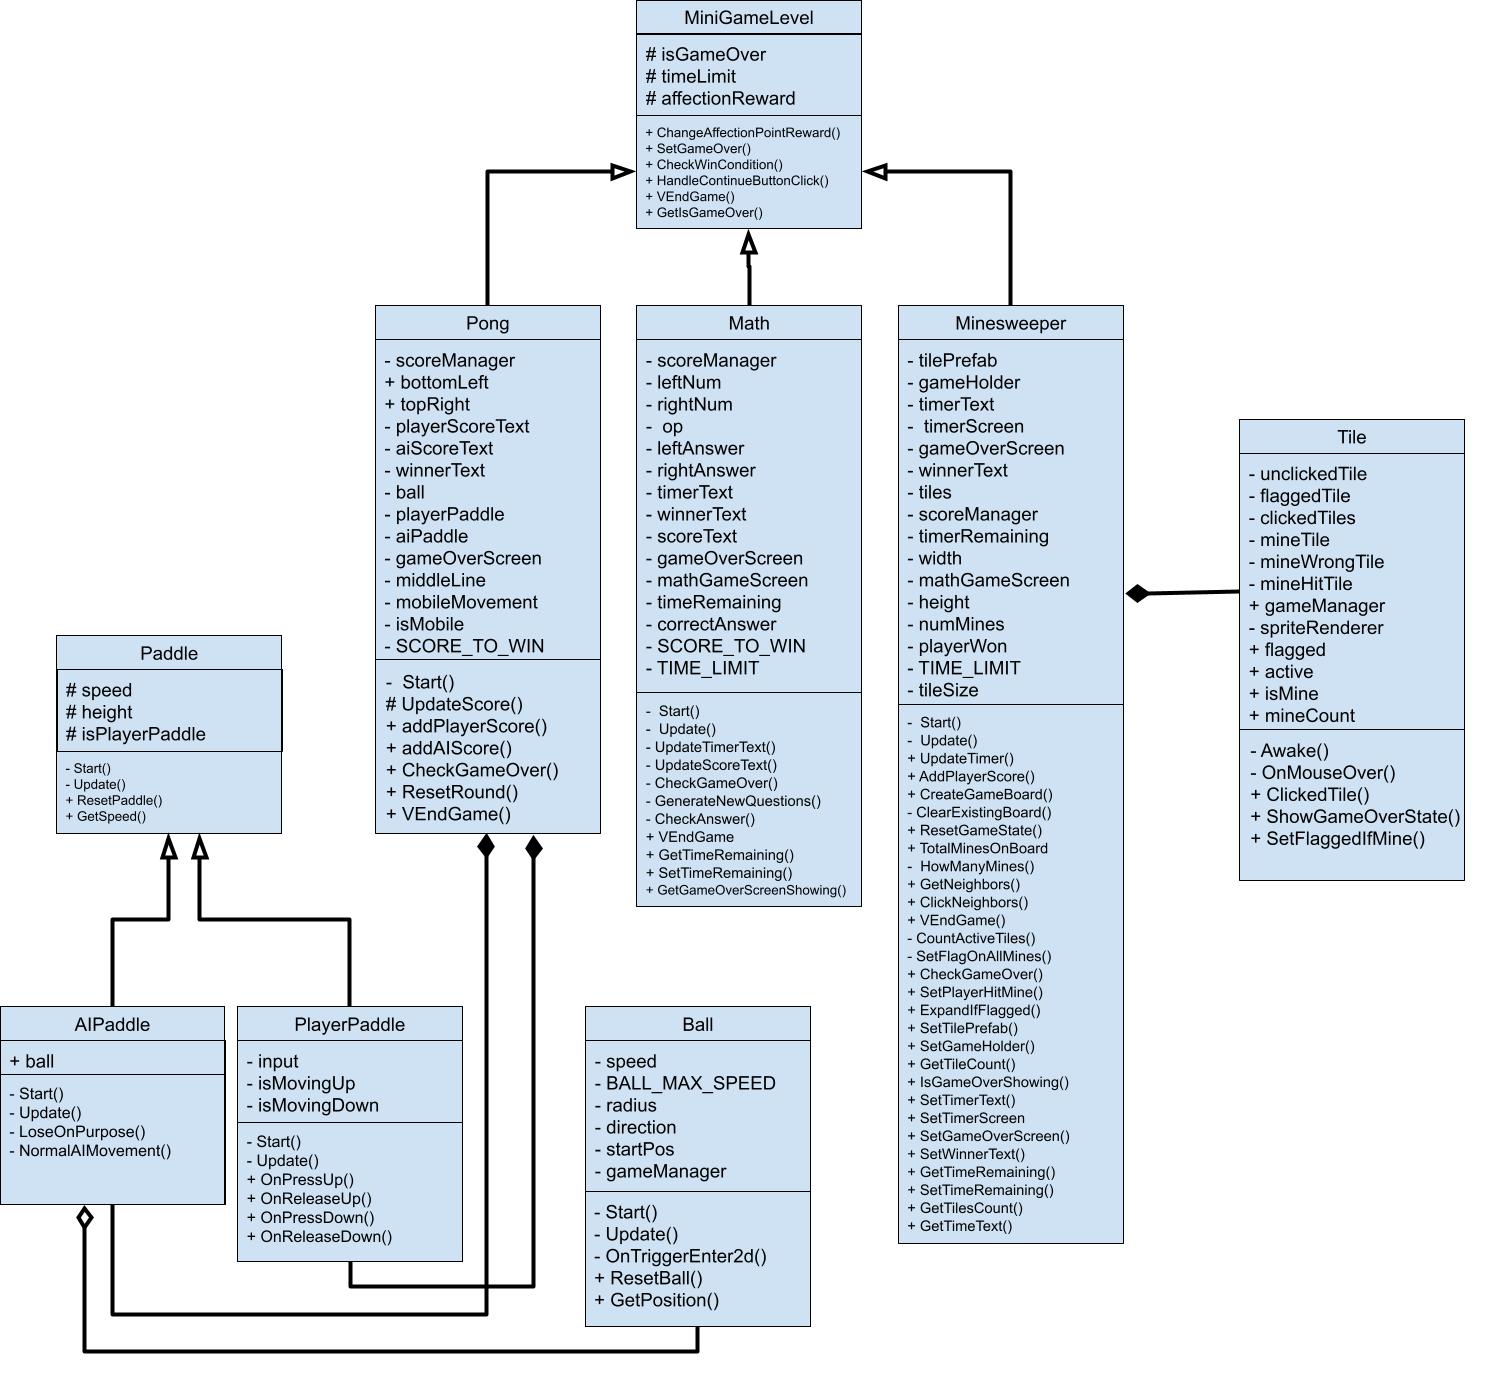 MiniGameLevel
# isGameOver
# timeLimit
# affectionReward
+ ChangeAffectionPointReward()
+ SetGameOver()
+ CheckWinCondition()
+ HandleContinueButtonClick()
+ VEndGame()
+ GetIsGameOver()
Pong
- scoreManager
+ bottomLeft
+ topRight
- playerScoreText
- aiScoreText
- winnerText
- ball
- playerPaddle
- aiPaddle
- gameOverScreen
- middleLine
- mobileMovement
- isMobile
- SCORE_TO_WIN
- Start()
# UpdateScore()
+ addPlayerScore()
+ addAIScore()
+ CheckGameOver()
+ ResetRound()
+ VEndGame()
Math
- scoreManager
- leftNum
- rightNum
- op
- leftAnswer
- rightAnswer
- timerText
- winnerText
- scoreText
- gameOverScreen
- mathGameScreen
- timeRemaining
- correctAnswer
- SCORE_TO_WIN
- TIME_LIMIT
- Start()
- Update()
- UpdateTimerText()
- UpdateScoreText()
- CheckGameOver()
- GenerateNewQuestions()
- CheckAnswer()
+ VEndGame
+ GetTimeRemaining()
+ SetTimeRemaining()
+ GetGameOverScreenShowing()
Minesweeper
- tilePrefab
- gameHolder
- timerText
- timerScreen
- gameOverScreen
- winnerText
- tiles
- scoreManager
- timerRemaining
- width
- mathGameScreen
- height
- numMines
- playerWon
- TIME_LIMIT
- tileSize
- Start()
- Update()
+ UpdateTimer()
+ AddPlayerScore()
+ CreateGameBoard()
- ClearExistingBoard()
+ ResetGameState()
+ TotalMinesOnBoard
- HowManyMines()
+ GetNeighbors()
+ ClickNeighbors()
+ VEndGame()
- CountActiveTiles()
- SetFlagOnAllMines()
+ CheckGameOver()
+ SetPlayerHitMine()
+ ExpandIfFlagged()
+ SetTilePrefab()
+ SetGameHolder()
+ GetTileCount()
+ IsGameOverShowing()
+ SetTimerText()
+ SetTimerScreen
+ SetGameOverScreen()
+ SetWinnerText()
+ GetTimeRemaining()
+ SetTimeRemaining()
+ GetTilesCount()
+ GetTimeText()
Tile
- unclickedTile
- flaggedTile
- clickedTiles
- mineTile
- mineWrongTile
- mineHitTile
+ gameManager
- spriteRenderer
+ flagged
+ active
+ isMine
+ mineCount
- Awake()
- OnMouseOver()
+ ClickedTile()
+ ShowGameOverState()
+ SetFlaggedIfMine()
Paddle
# speed
# height
# isPlayerPaddle
- Start()
- Update()
+ ResetPaddle()
+ GetSpeed()
AIPaddle
+ ball
- Start()
- Update()
- LoseOnPurpose()
- NormalAIMovement()
PlayerPaddle
- input
- isMovingUp
- isMovingDown
- Start()
- Update()
+ OnPressUp()
+ OnReleaseUp()
+ OnPressDown()
+ OnReleaseDown()
Ball
- speed
- BALL_MAX_SPEED
- radius
- direction
- startPos
- gameManager
- Start()
- Update()
- OnTriggerEnter2d()
+ ResetBall()
+ GetPosition()